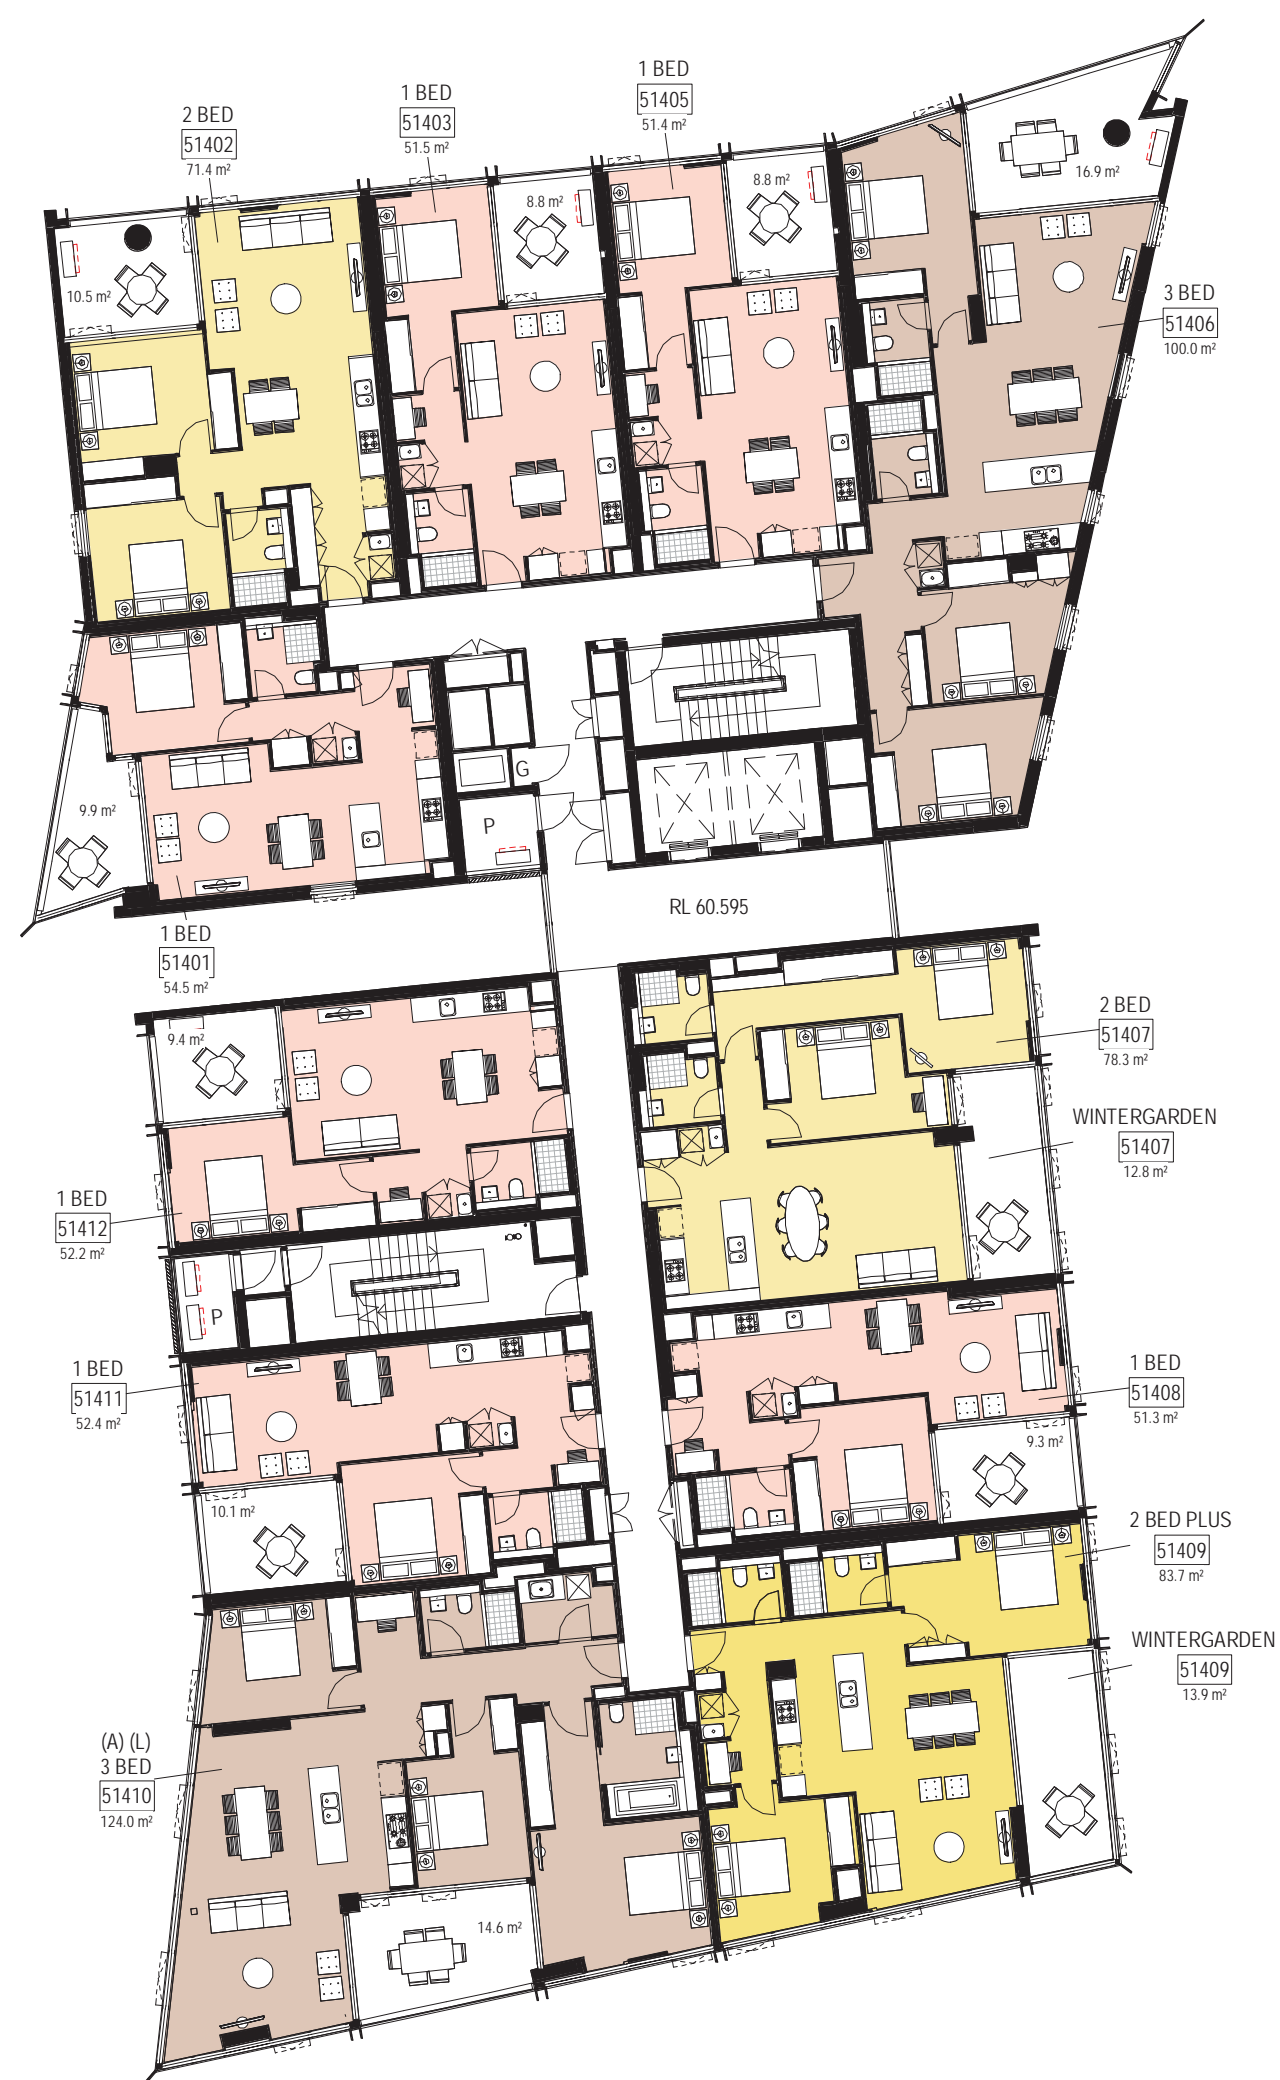 1 BED
51405
51.4 m²
1 BED
51403
51.5 m²
2 BED
51402
71.4 m²
16.9 m²
8.8 m²
8.8 m²
10.5 m²
3 BED
51406
100.0 m²
G
9.9 m²
P
RL 60.595
1 BED
51401
54.5 m²
2 BED
51407
78.3 m²
9.4 m²
WINTERGARDEN
51407
12.8 m²
1 BED
51412
52.2 m²
P
1 BED
51411
52.4 m²
1 BED
51408
51.3 m²
9.3 m²
10.1 m²
2 BED PLUS
51409
83.7 m²
WINTERGARDEN
51409
13.9 m²
(A) (L)
3 BED
51410
124.0 m²
14.6 m²